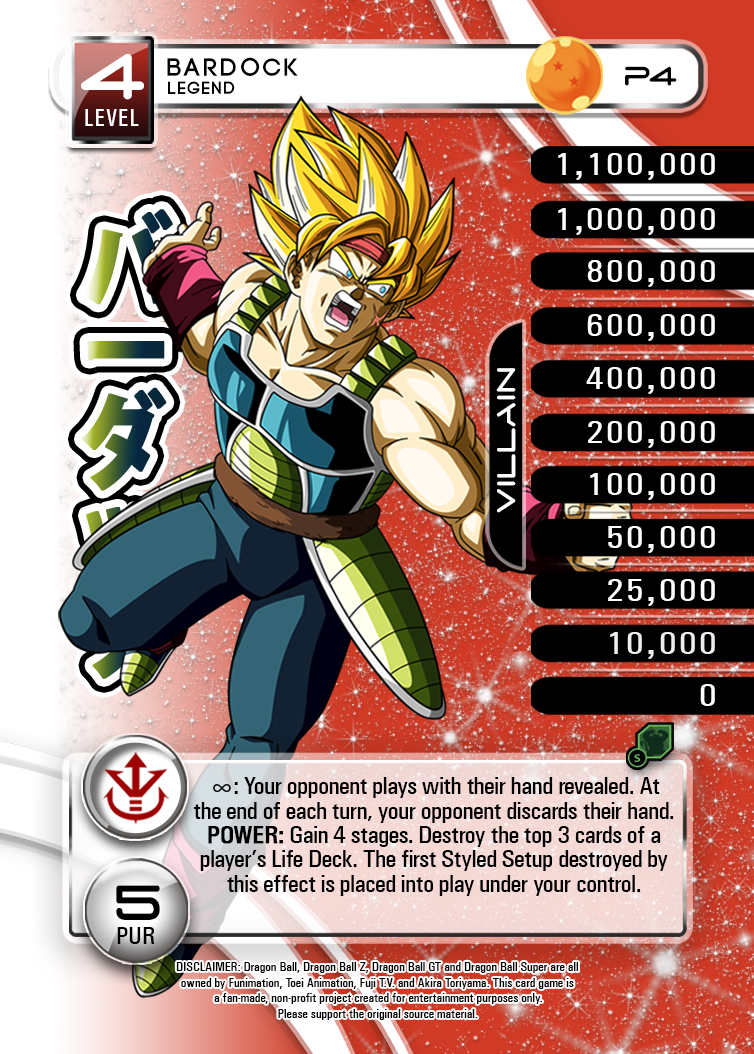 4
LEVEL
BARDOCK
LEGEND
P4
1,100,000
1,000,000
800,000
600,000
400,000
200,000
100,000
50,000
25,000
10,000
0
VILLAIN
バーダ
∞: Your opponent plays with their hand revealed. At
the end of each turn, your opponent discards their hand.
POWER: Gain 4 stages. Destroy the top 3 cards of a
player's Life Deck. The first Styled Setup destroyed by
this effect is placed into play under your control.
S
5
PUR
DISCLAIMER: Dragon Ball, Dragon Ball Z, Dragon Ball GT and Dragon Ball Super are all
owned by Funimation, Toei Animation, Fuji T.V. and Akira Toriyama. This card game is
a fan-made, non-profit project created for entertainment purposes only.
Please support the original source material.